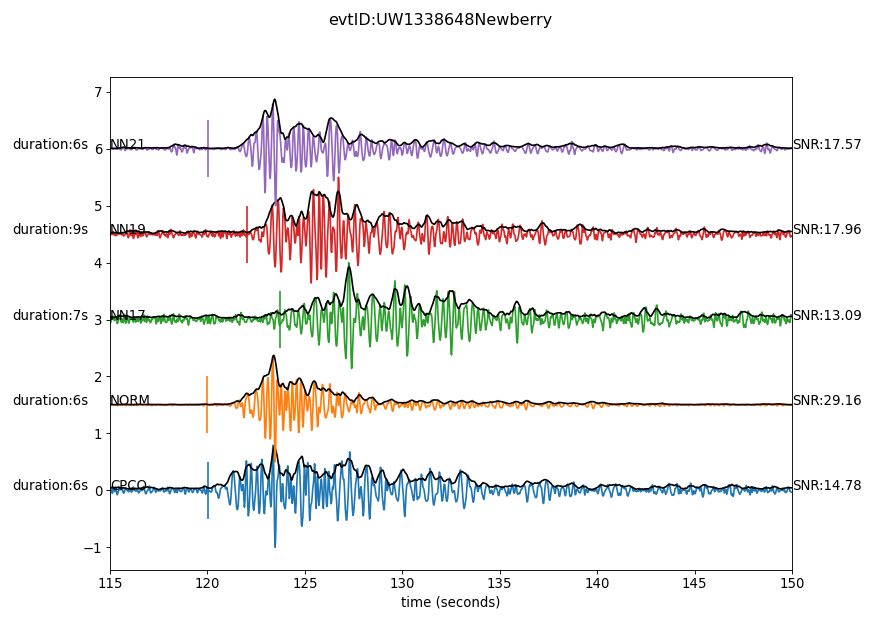 evtID:UW1338648Newberry
7
duration:6s NN21 SNR:17.57
6
5
duration:9s NN19 SNR:17.96
4
duration:7s NN17 SNR:13.09
3
2
duration:6s NORM SNR:29.16
1
duration:6s CPCO SNR:14.78
0
−1
115 120 125 130 135 140 145 150
time (seconds)